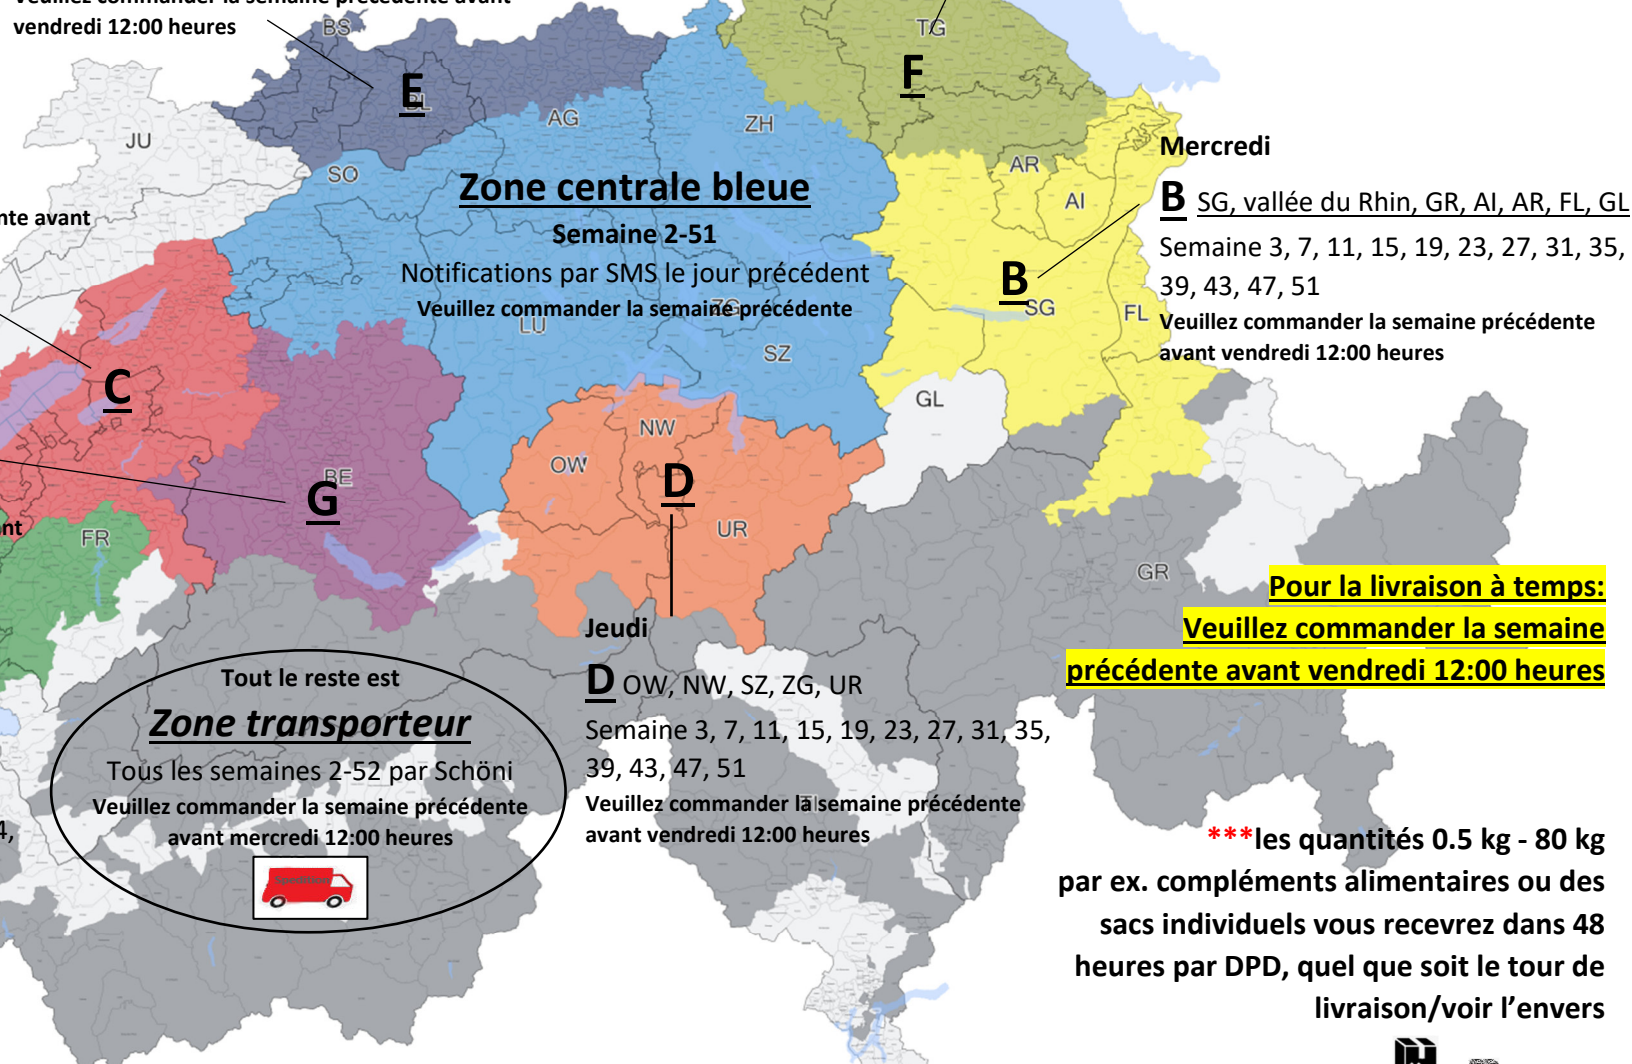 Veuillez commander la semaine précédente avant
vendredi 12:00 heures
BS
TG
E
BL
F
AG
ZH
JU
SO
AR
AI
Mercredi
B SG, vallée du Rhin, GR, AI, AR, FL, GL
Semaine 3, 7, 11, 15, 19, 23, 27, 31, 35,
39, 43, 47, 51
Veuillez commander la semaine précédente
avant vendredi 12:00 heures
Zone centrale bleue
Semaine 2-51
Notifications par SMS le jour précédent
Veuillez commander la semaine précédente
avant
B
SG
FL
ZG
LU
SZ
C
GL
NW
OW
D
BE
G
UR
FR
GR
Pour la livraison à temps:
Veuillez commander la semaine
précédente avant vendredi 12:00 heures
Jeudi
D OW, NW, SZ, ZG, UR
Semaine 3, 7, 11, 15, 19, 23, 27, 31, 35,
39, 43, 47, 51
Veuillez commander la semaine précédente
avant vendredi 12:00 heures
TI
Tout le reste est
Zone transporteur
Tous les semaines 2-52 par Schöni
Veuillez commander la semaine précédente
avant mercredi 12:00 heures
Spedition
4,
***les quantités 0.5 kg - 80 kg
par ex. compléments alimentaires ou des
sacs individuels vous recevrez dans 48
heures par DPD, quel que soit le tour de
livraison/voir l’envers